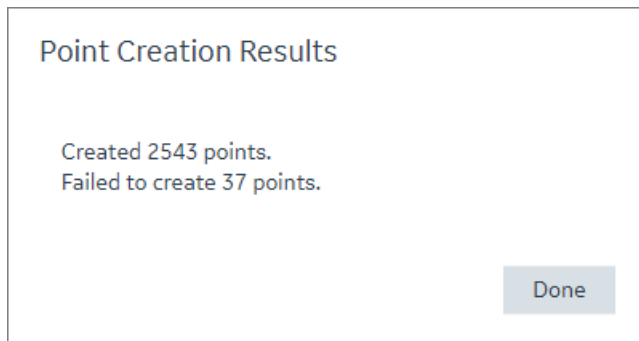 Point Creation Results
Created 2543 points.
Failed to create 37 points.
Done